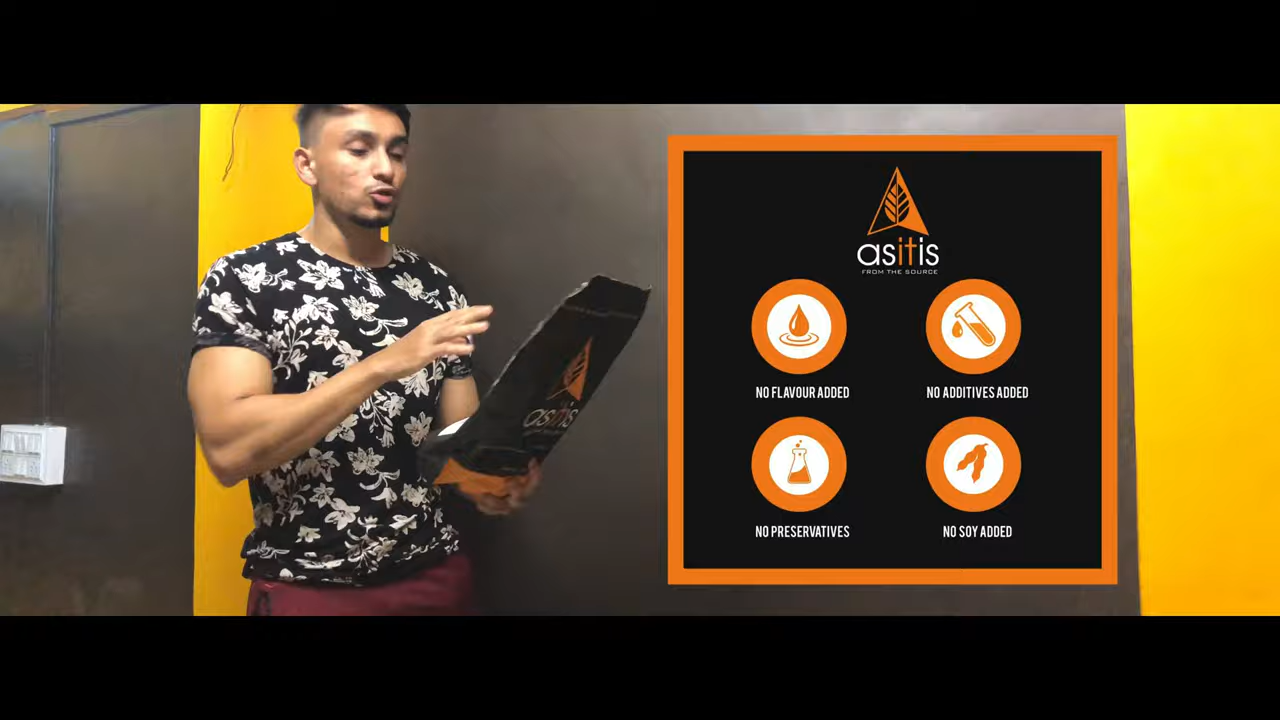 asitis
asitis
FROM THE SOURCE
NO FLAVOUR ADDED
NO ADDITIVES ADDED
NO PRESERVATIVES
NO SOY ADDED